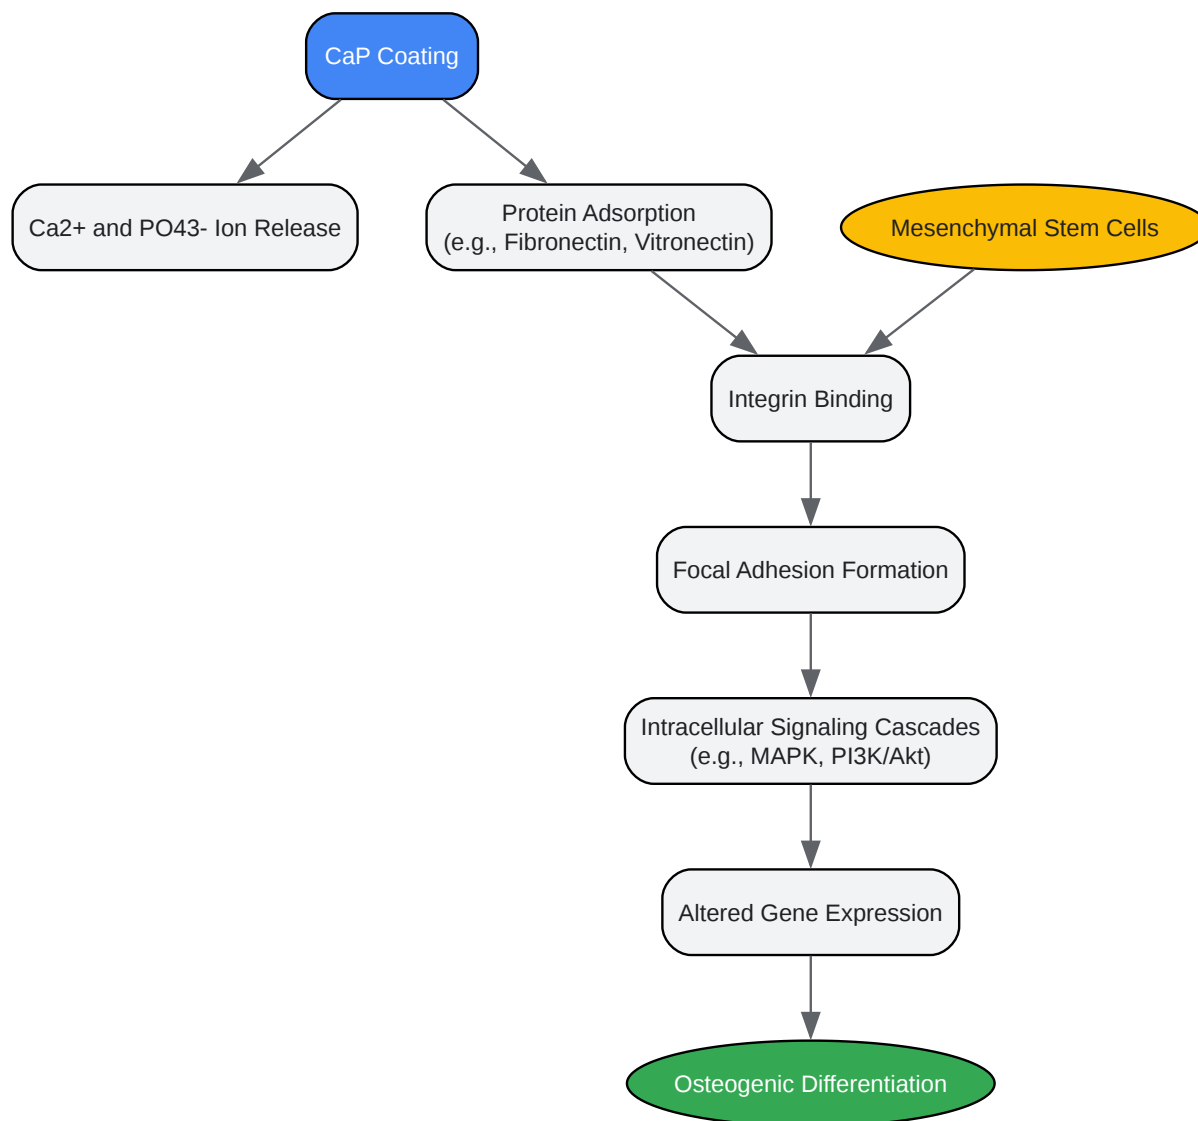 CaP Coating
Ca2+ and PO43- Ion Release
Protein Adsorption
(e.g., Fibronectin, Vitronectin)
Mesenchymal Stem Cells
Integrin Binding
Focal Adhesion Formation
Intracellular Signaling Cascades
(e.g., MAPK, PI3K/Akt)
Altered Gene Expression
Osteogenic Differentiation